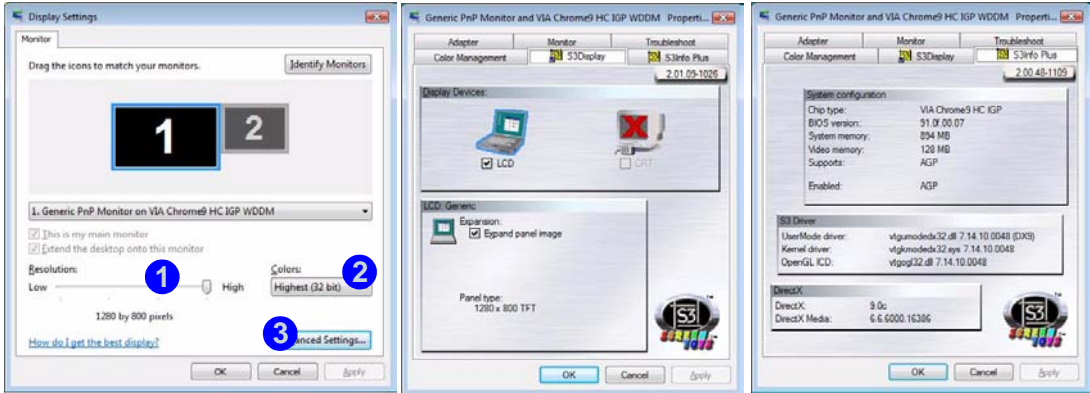 Display Settings
Monitor
Drag the icons to match your monitors.
Identify Monitors
1
2
1. Generic PnP Monitor on VIA Chrome9 HC IGP WDDM
This is my main monitor
Extend the desktop onto this monitor
Resolution:
1
Colors:
2
Low
High
Highest (32 bit)
1280 by 800 pixels
3
anced Settings...
How do I get the best display?
OK
Cancel
Apply
Generic PnP Monitor and VIA Chrome9 HC IGP WDDM Properti...
Adapter
Monitor
Troubleshoot
Color Management
S3Display
S3Info Plus
2.01.09-1026
Display Devices:
LCD
CRT
LCD: Generic
Expansion:
Expand panel image
Panel type:
1280 x 800 TFT
S3
OK
Cancel
Apply
Generic PnP Monitor and VIA Chrome9 HC IGP WDDM Properti...
Adapter
Monitor
Troubleshoot
Color Management
S3Display
S3Info Plus
2.00.48-1109
System configuration
Chip type: VIA Chrome9 HC IGP
BIOS version: 91.0f.00.07
System memory: 894 MB
Video memory: 128 MB
Supports: AGP
Enabled: AGP
S3 Driver
UserMode driver: vtgumodedx32.dll 7.14.10.0048 (DX9)
Kernel driver: vtgkmodedx32.sys 7.14.10.0048
OpenGL ICD: vtgogl32.dll 7.14.10.0048
DirectX
DirectX: 9.0c
DirectX Media: 6.6.6000.16386
S3
OK
Cancel
Apply